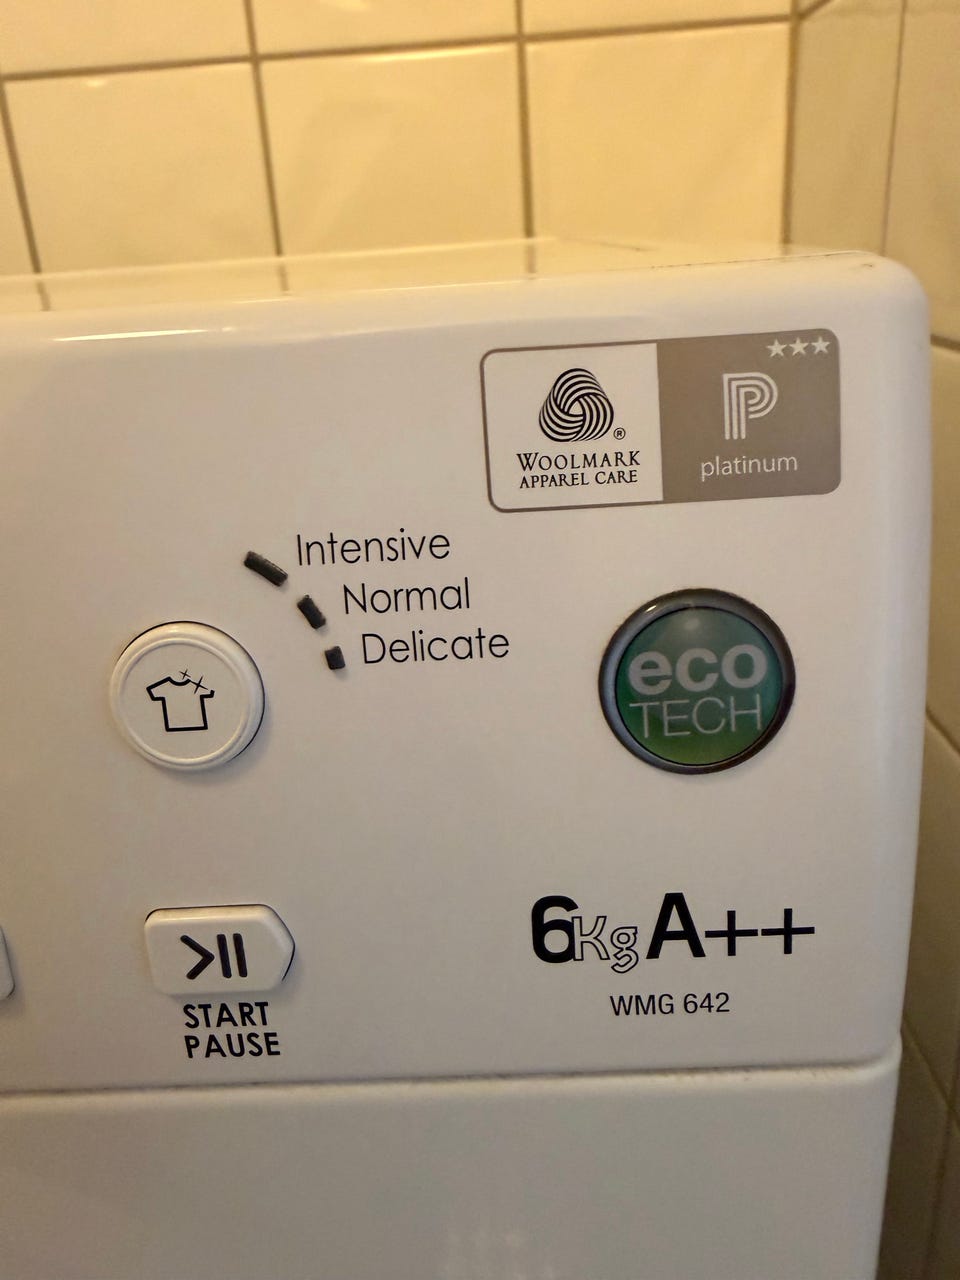 WOOLMARK
APPAREL CARE
®
P
platinum
Intensive
Normal
Delicate
eco
TECH
6Kg A++
WMG 642
START
PAUSE